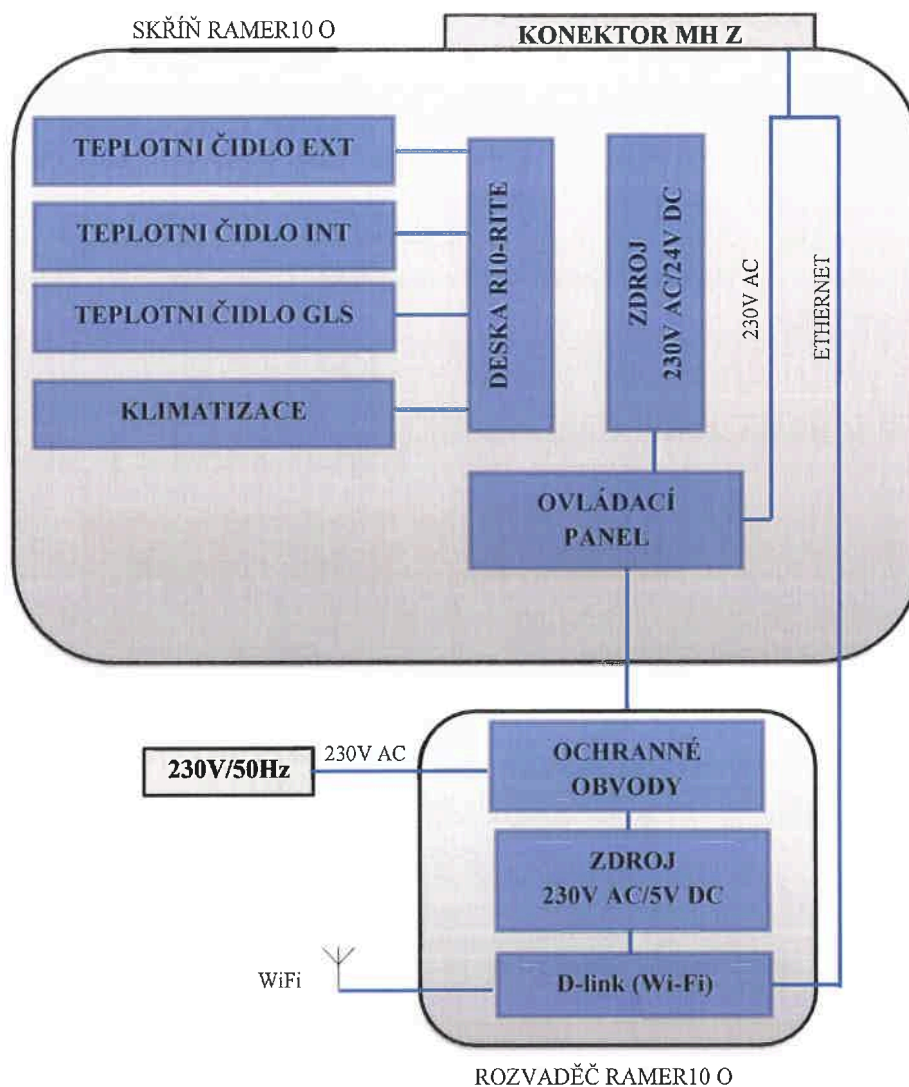 SKŘÍŇ RAMER10 O
KONEKTOR MH Z
TEPLOTNI ČIDLO EXT
TEPLOTNI ČIDLO INT
TEPLOTNI ČIDLO GLS
KLIMATIZACE
DESKA R10-RITE
ZDROJ
230V AC/24V DC
230V AC
ETHERNET
OVLÁDACÍ
PANEL
230V/50Hz
230V AC
OCHRANNÉ
OBVODY
ZDROJ
230V AC/5V DC
WiFi
D-link (Wi-Fi)
ROZVADĚČ RAMER10 O